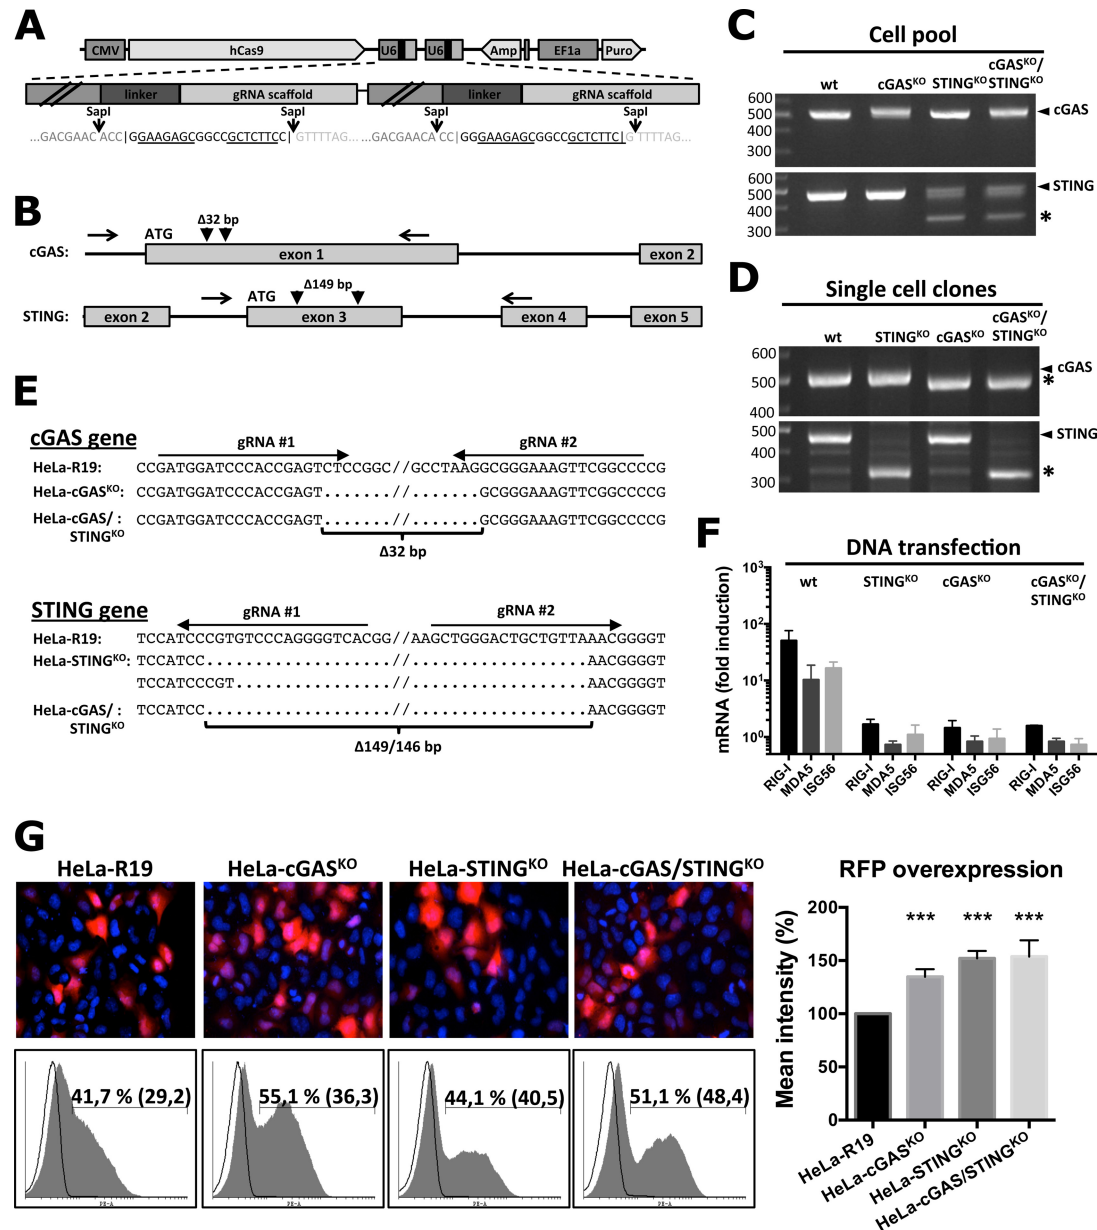 A
CMV hCas9 U6 U6 Amp EF1a Puro
linker gRNA scaffold linker gRNA scaffold
SapI SapI SapI SapI
...GACGAAC ACC|GGAAGAGCGGCCGCTCTTCC|GTTTTAG... ...GACGAACA CC|GGGAAGAGCGGCCGCTCTTC|G TTTTAG...
B
Δ32 bp
ATG
cGAS: exon 1 exon 2
Δ149 bp
ATG
STING: exon 2 exon 3 exon 4 exon 5
C
Cell pool
wt cGASKO STINGKO cGASKO/STINGKO
600
500
400
300
cGAS
600
500
400
300
STING
*
D
Single cell clones
wt STINGKO cGASKO cGASKO/STINGKO
600
500
400
cGAS
*
500
400
300
STING
*
E
cGAS gene
gRNA #1 gRNA #2
HeLa-R19: CCGATGGATCCCACCGAGTCTCCGGC//GCCTAAGGCGGGAAAGTTCGGCCCCG
HeLa-cGASKO: CCGATGGATCCCACCGAGT.......//.......GCGGGAAAGTTCGGCCCCG
HeLa-cGAS/ : CCGATGGATCCCACCGAGT.......//.......GCGGGAAAGTTCGGCCCCG
STINGKO
Δ32 bp
STING gene
gRNA #1 gRNA #2
HeLa-R19: TCCATCCCGTGTCCCAGGGGTCACGG//AAGCTGGGACTGCTGTTAAACGGGGT
HeLa-STINGKO: TCCATCC...................//..................AACGGGGT
TCCATCCCGT................//..................AACGGGGT
HeLa-cGAS/ : TCCATCC...................//..................AACGGGGT
STINGKO
Δ149/146 bp
F
DNA transfection
wt STINGKO cGASKO cGASKO/STINGKO
mRNA (fold induction)
10³
10²
10¹
10⁰
RIG-I MDA5 ISG56 RIG-I MDA5 ISG56 RIG-I MDA5 ISG56 RIG-I MDA5 ISG56
G
HeLa-R19 HeLa-cGASKO HeLa-STINGKO HeLa-cGAS/STINGKO
41,7 % (29,2) 55,1 % (36,3) 44,1 % (40,5) 51,1 % (48,4)
PE-A PE-A PE-A PE-A
RFP overexpression
Mean intensity (%)
200
150
100
50
0
*** *** ***
HeLa-R19 HeLa-cGASKO HeLa-STINGKO HeLa-cGAS/STINGKO